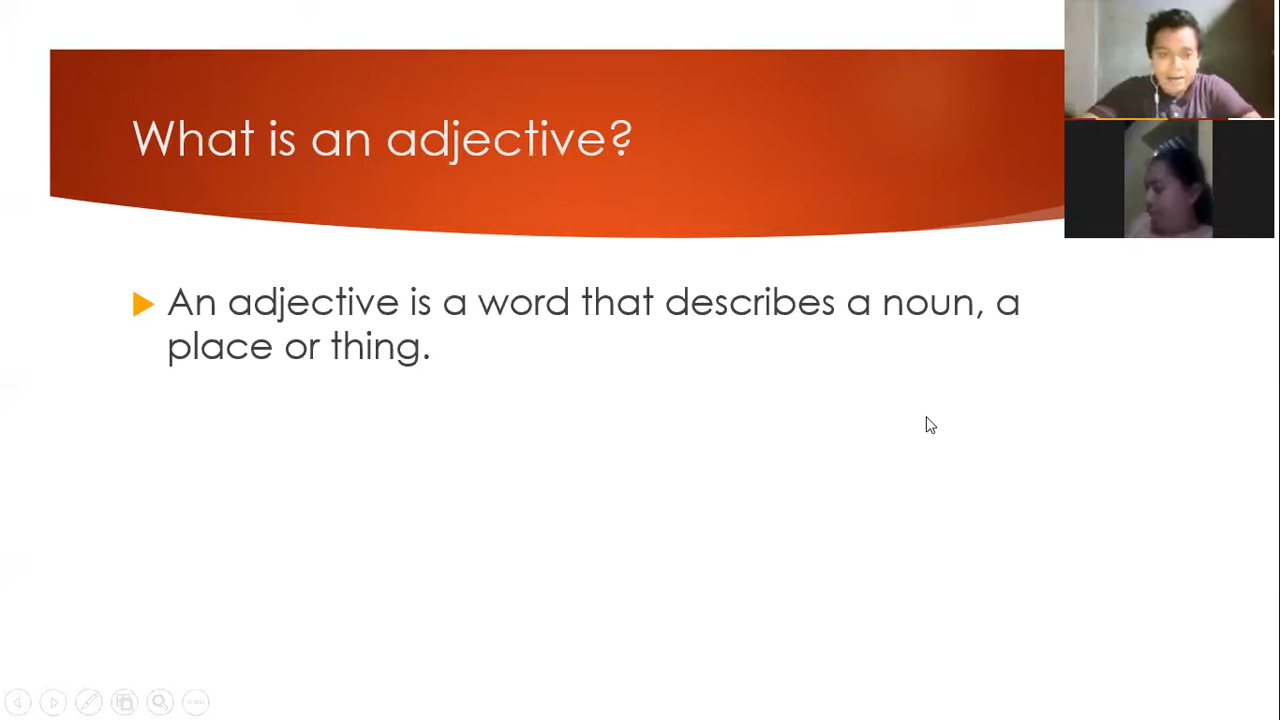 What is an adjective?
An adjective is a word that describes a noun, a
place or thing.